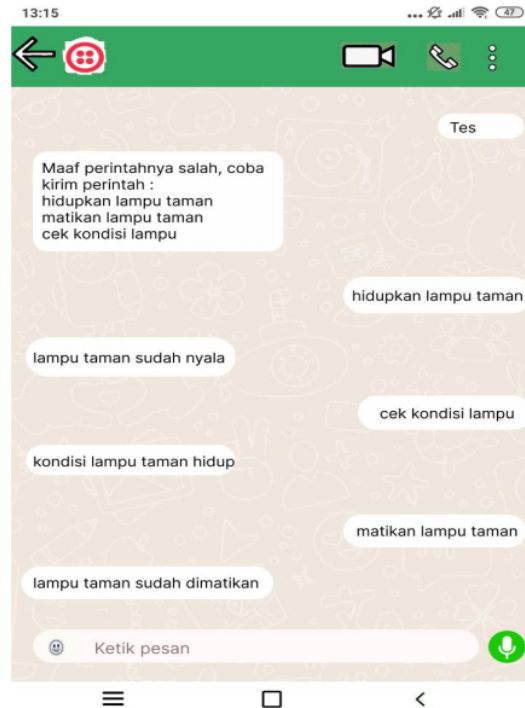 13:15
47
Tes
Maaf perintahnya salah, coba
kirim perintah :
hidupkan lampu taman
matikan lampu taman
cek kondisi lampu
hidupkan lampu taman
lampu taman sudah nyala
cek kondisi lampu
kondisi lampu taman hidup
matikan lampu taman
lampu taman sudah dimatikan
Ketik pesan